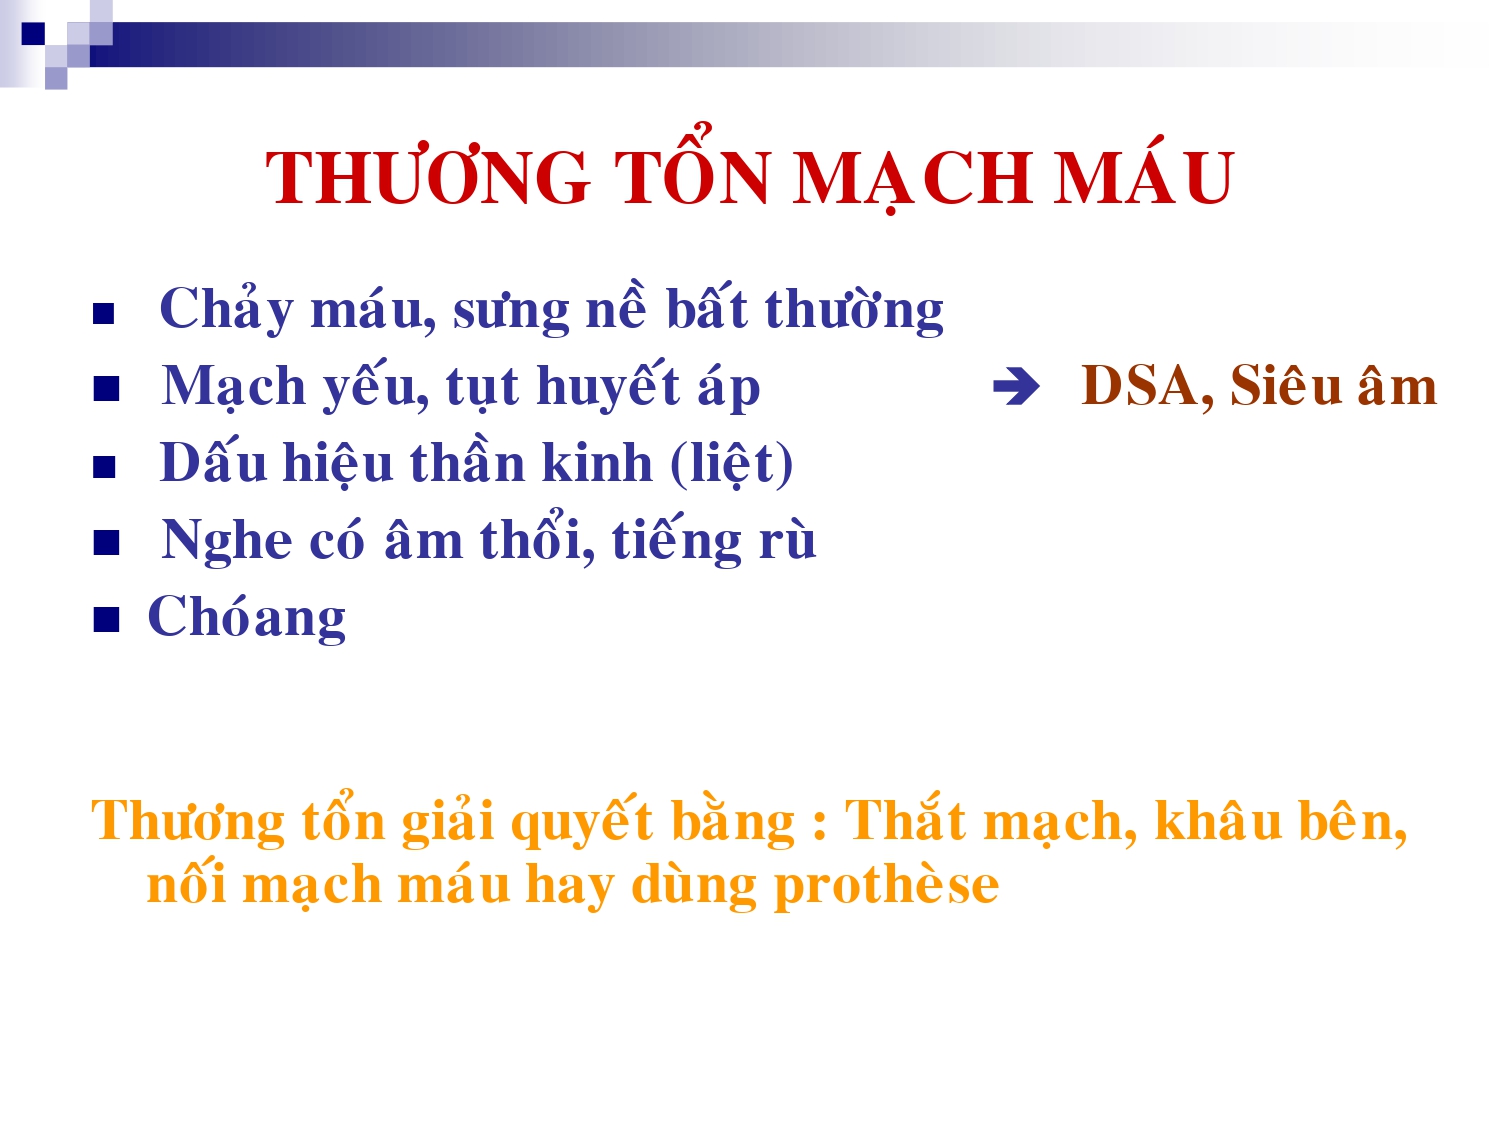 THƯƠNG TỔN MẠCH MÁU
Chảy máu, sưng nề bất thường
Mạch yếu, tụt huyết áp ➔ DSA, Siêu âm
Dấu hiệu thần kinh (liệt)
Nghe có âm thổi, tiếng rù
Chóang
Thương tổn giải quyết bằng : Thắt mạch, khâu bên,
nối mạch máu hay dùng prothèse